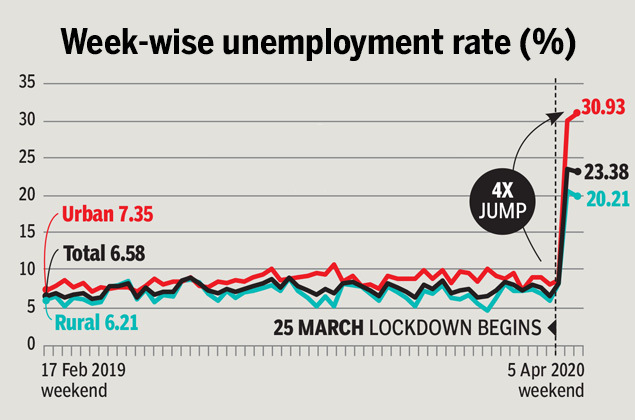 Week-wise unemployment rate (%)
35
30
25
20
15
10
5
0
30.93
23.38
20.21
4X
JUMP
Urban 7.35
Total 6.58
Rural 6.21
25 MARCH LOCKDOWN BEGINS
17 Feb 2019
weekend
5 Apr 2020
weekend